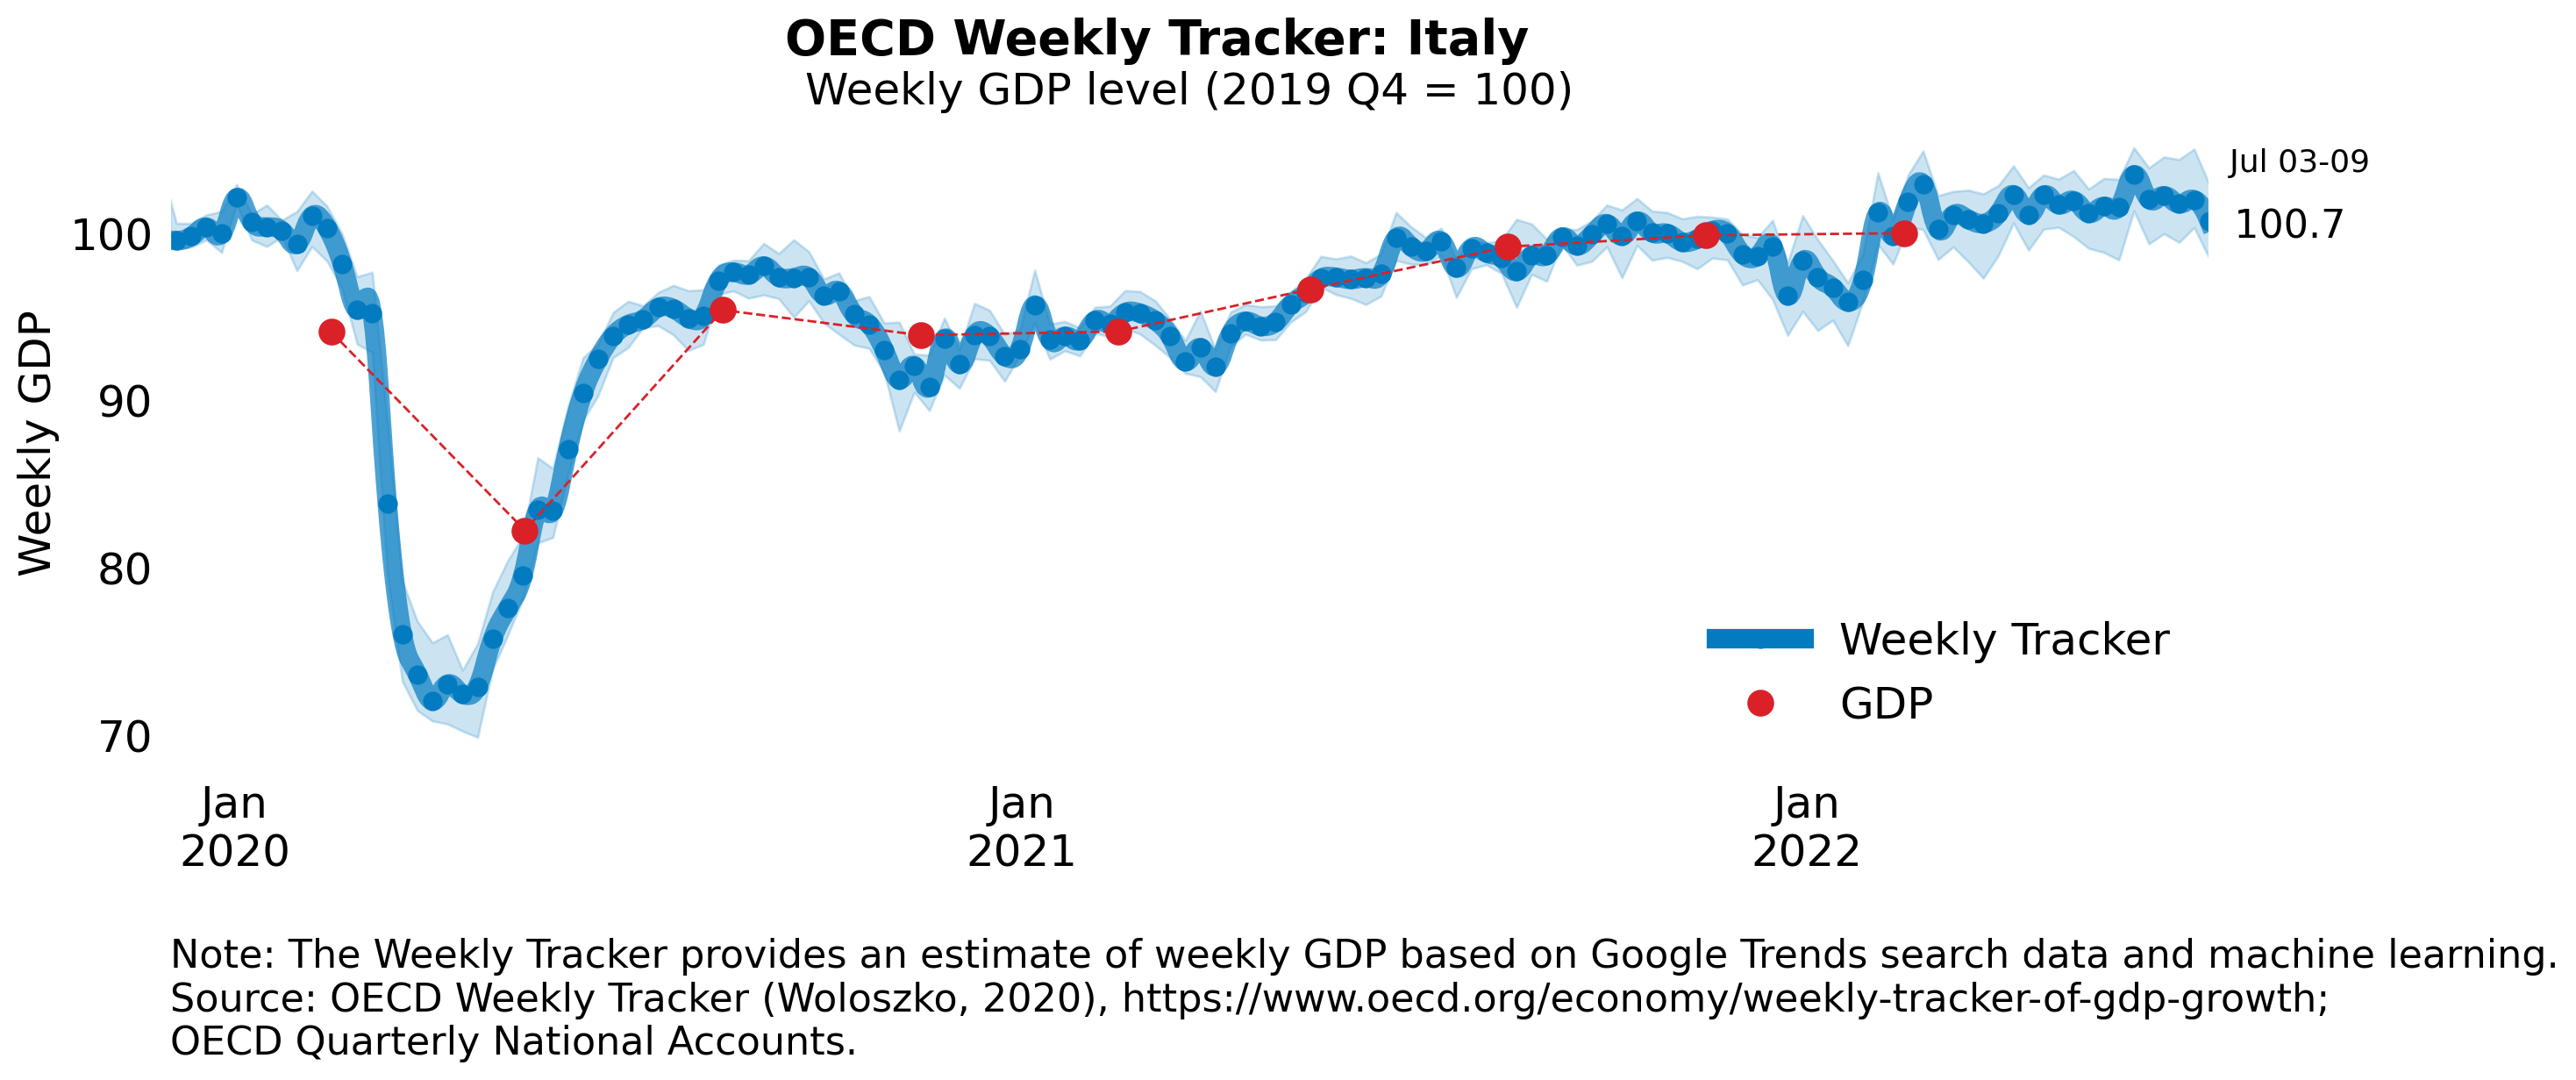 OECD Weekly Tracker: Italy
Weekly GDP level (2019 Q4 = 100)
Jul 03-09
100.7
Weekly GDP
100
90
80
70
Weekly Tracker
GDP
Jan
2020
Jan
2021
Jan
2022
Note: The Weekly Tracker provides an estimate of weekly GDP based on Google Trends search data and machine learning.
Source: OECD Weekly Tracker (Woloszko, 2020), https://www.oecd.org/economy/weekly-tracker-of-gdp-growth;
OECD Quarterly National Accounts.